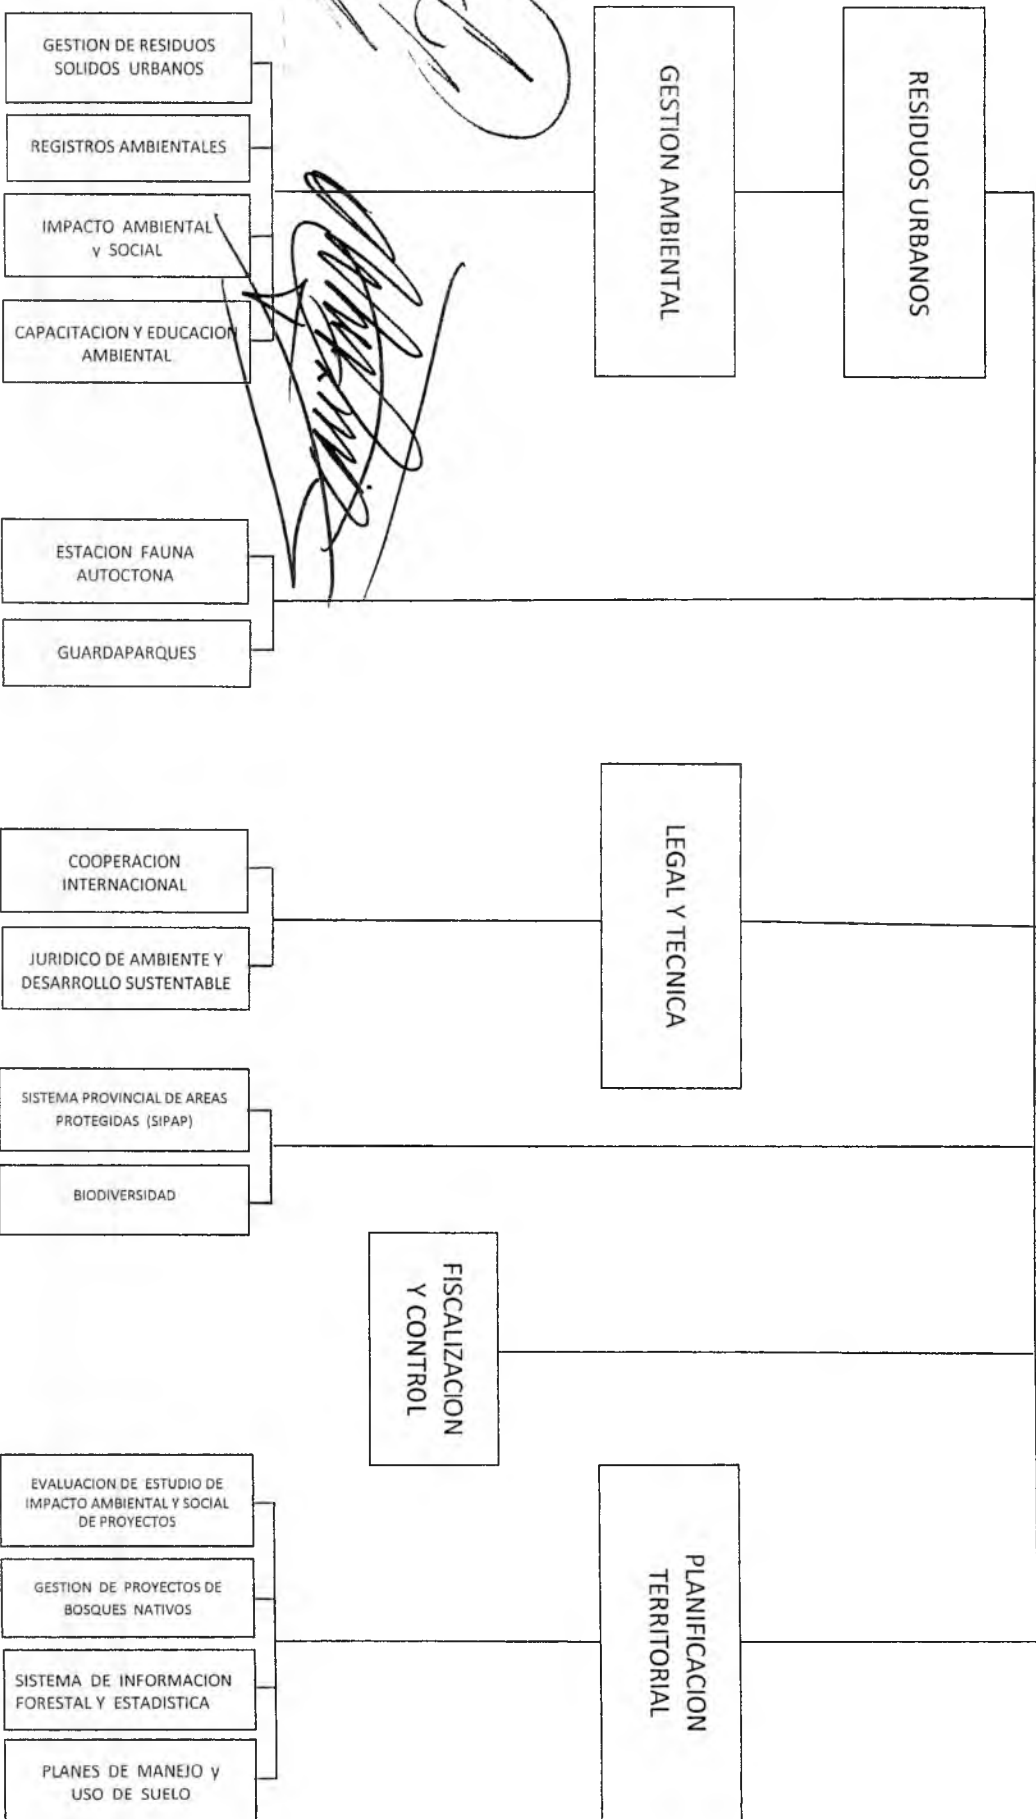 GESTION DE RESIDUOS
SOLIDOS URBANOS
REGISTROS AMBIENTALES
IMPACTO AMBIENTAL
y SOCIAL
CAPACITACION Y EDUCACION
AMBIENTAL
GESTION AMBIENTAL
RESIDUOS URBANOS
ESTACION FAUNA
AUTOCTONA
GUARDAPARQUES
COOPERACION
INTERNACIONAL
JURIDICO DE AMBIENTE Y
DESARROLLO SUSTENTABLE
LEGAL Y TECNICA
SISTEMA PROVINCIAL DE AREAS
PROTEGIDAS (SIPAP)
BIODIVERSIDAD
FISCALIZACION
Y CONTROL
EVALUACION DE ESTUDIO DE
IMPACTO AMBIENTAL Y SOCIAL
DE PROYECTOS
GESTION DE PROYECTOS DE
BOSQUES NATIVOS
SISTEMA DE INFORMACION
FORESTAL Y ESTADISTICA
PLANES DE MANEJO y
USO DE SUELO
PLANIFICACION
TERRITORIAL